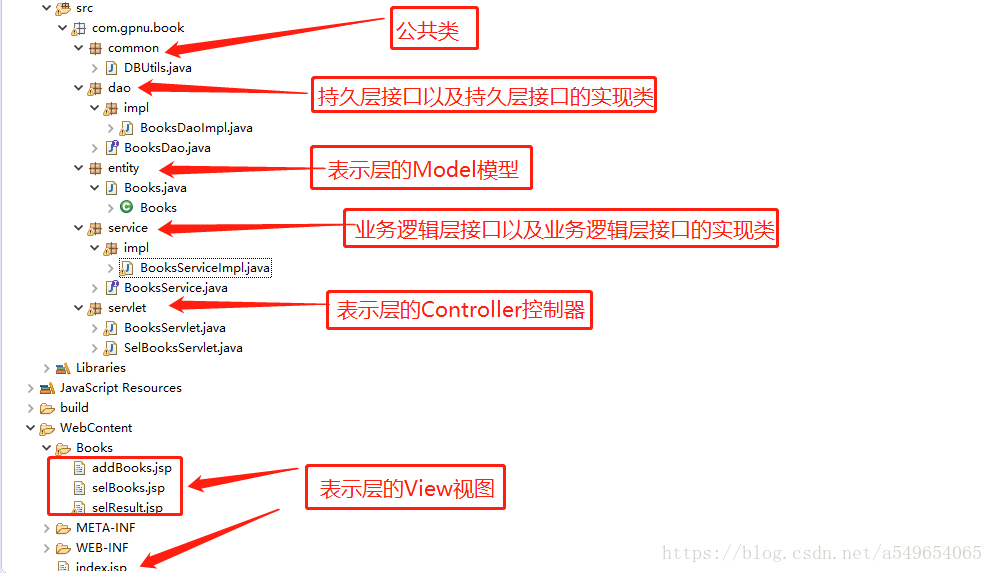 src
com.gpnu.book
公共类
common
DBUtils.java
dao
持久层接口以及持久层接口的实现类
impl
BooksDaoImpl.java
BooksDao.java
entity
表示层的Model模型
Books.java
Books
service
业务逻辑层接口以及业务逻辑层接口的实现类
impl
BooksServiceImpl.java
BooksService.java
servlet
表示层的Controller控制器
BooksServlet.java
SelBooksServlet.java
Libraries
JavaScript Resources
build
WebContent
Books
addBooks.jsp
selBooks.jsp
表示层的View视图
selResult.jsp
META-INF
WEB-INF
https://blog.csdn.net/a549654065
index.jsp